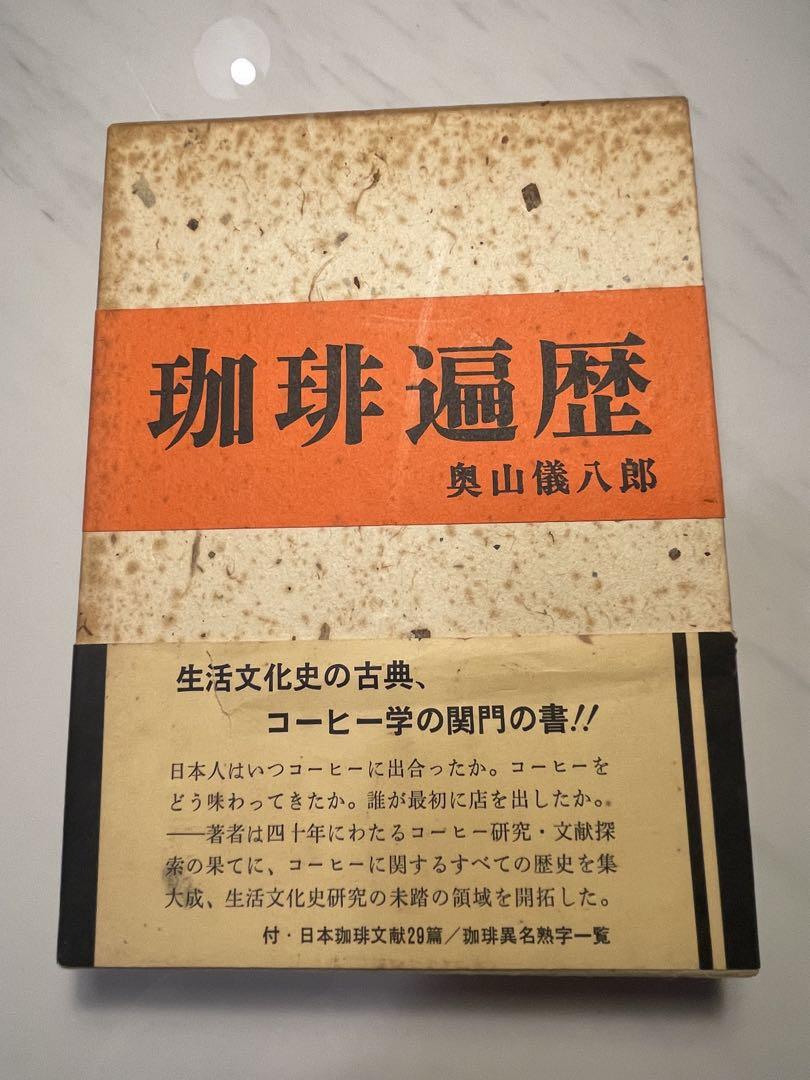 珈琲遍歴
奥山儀八郎
生活文化史の古典、
コーヒー学の関門の書!!
日本人はいつコーヒーに出合ったか。コーヒーを
どう味わってきたか。誰が最初に店を出したか。
──著者は四十年にわたるコーヒー研究・文献探
索の果てに、コーヒーに関するすべての歴史を集
大成、生活文化史研究の未踏の領域を開拓した。
付・日本珈琲文献29篇/珈琲異名熟字一覧